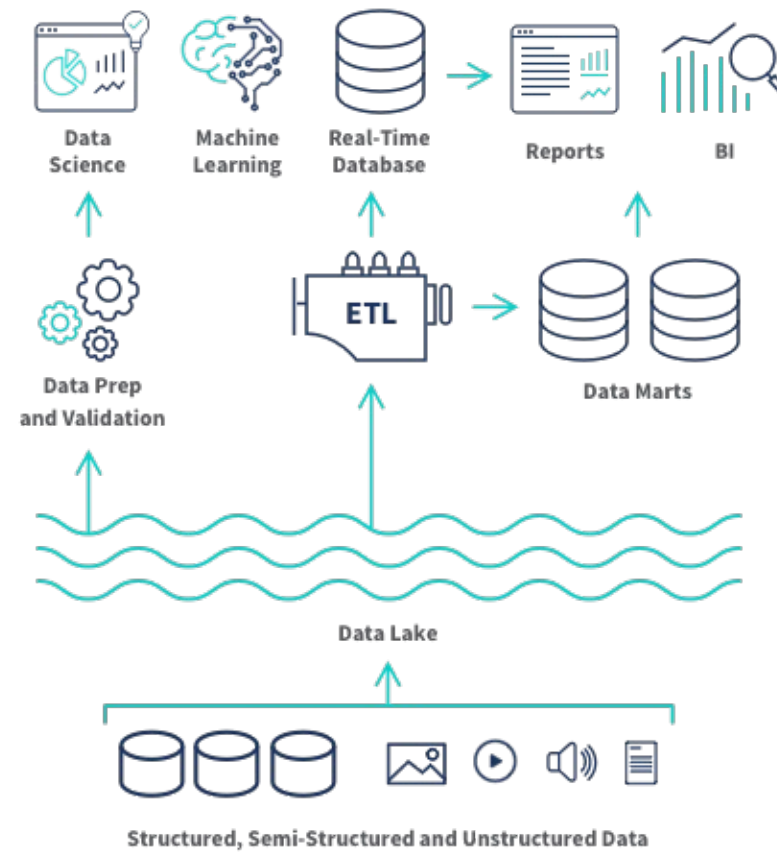 Data
Science
Machine
Learning
Real-Time
Database
Reports
BI
ETL
Data Prep
and Validation
Data Marts
Data Lake
Structured, Semi-Structured and Unstructured Data